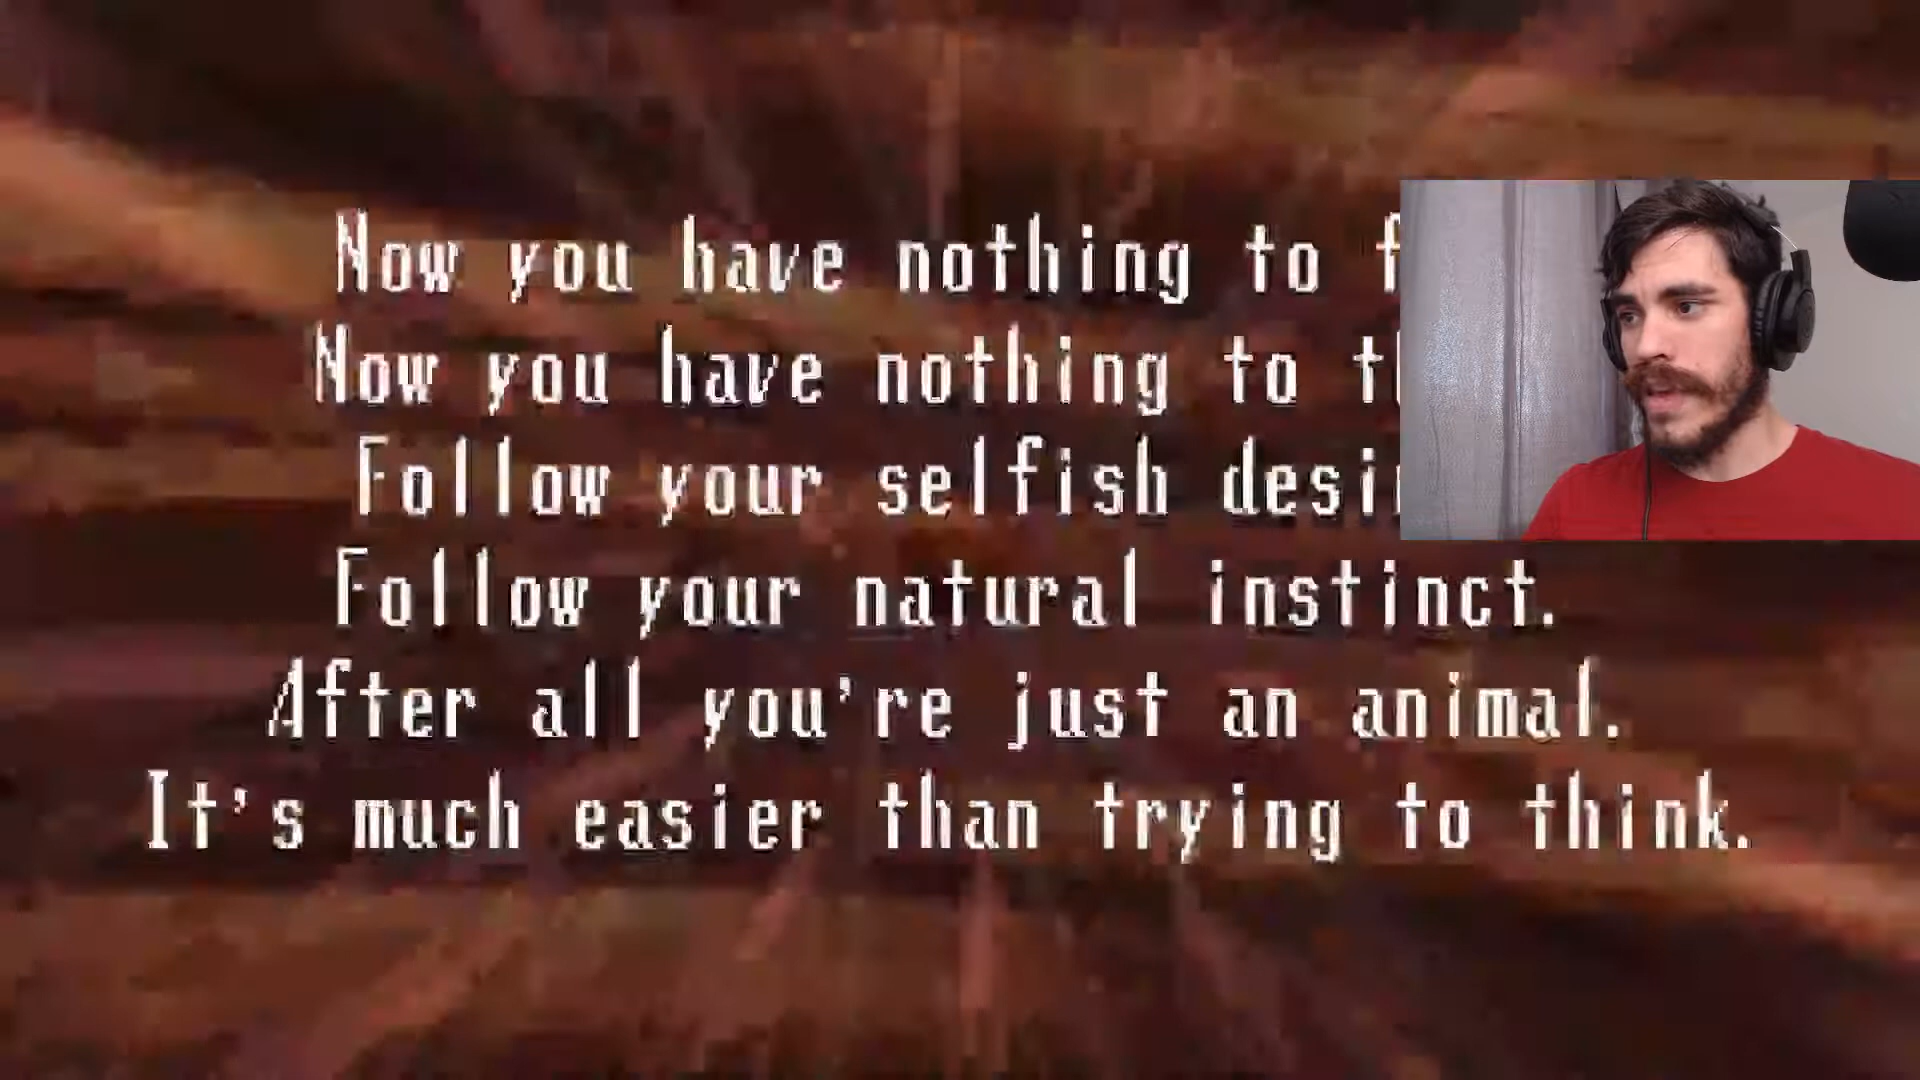 Now you have nothing to
Now you have nothing to
Follow your selfish
Follow your natural instinct.
After all you're just an animal.
It's much easier than trying to think.